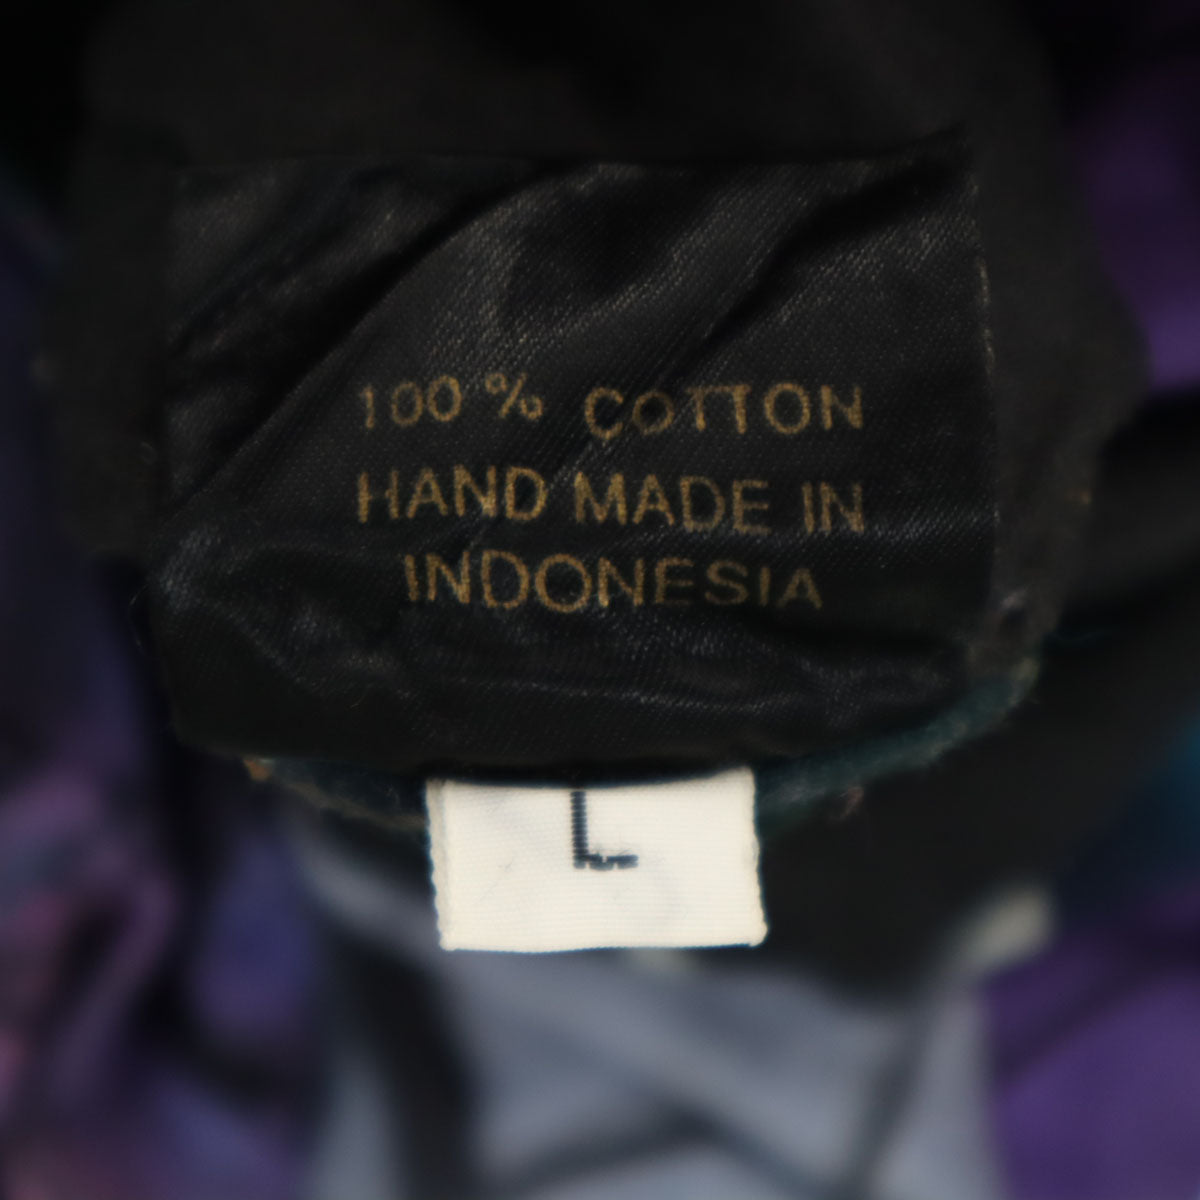 100 % COTTON
HAND MADE IN
INDONESIA
L